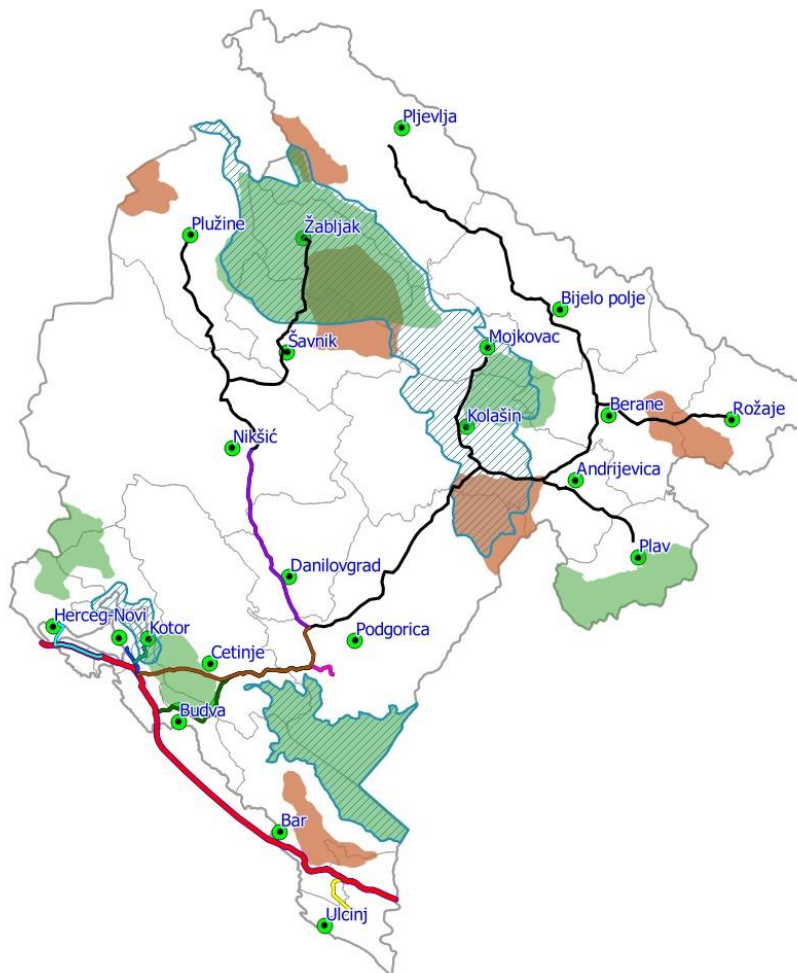 Pljevlja
Plužine
Žabljak
Bijelo polje
Šavnik
Mojkovac
Berane
Rožaje
Kolašin
Nikšić
Andrijevica
Plav
Danilovgrad
Herceg-Novi
Kotor
Podgorica
Cetinje
Budva
Bar
Ulcinj